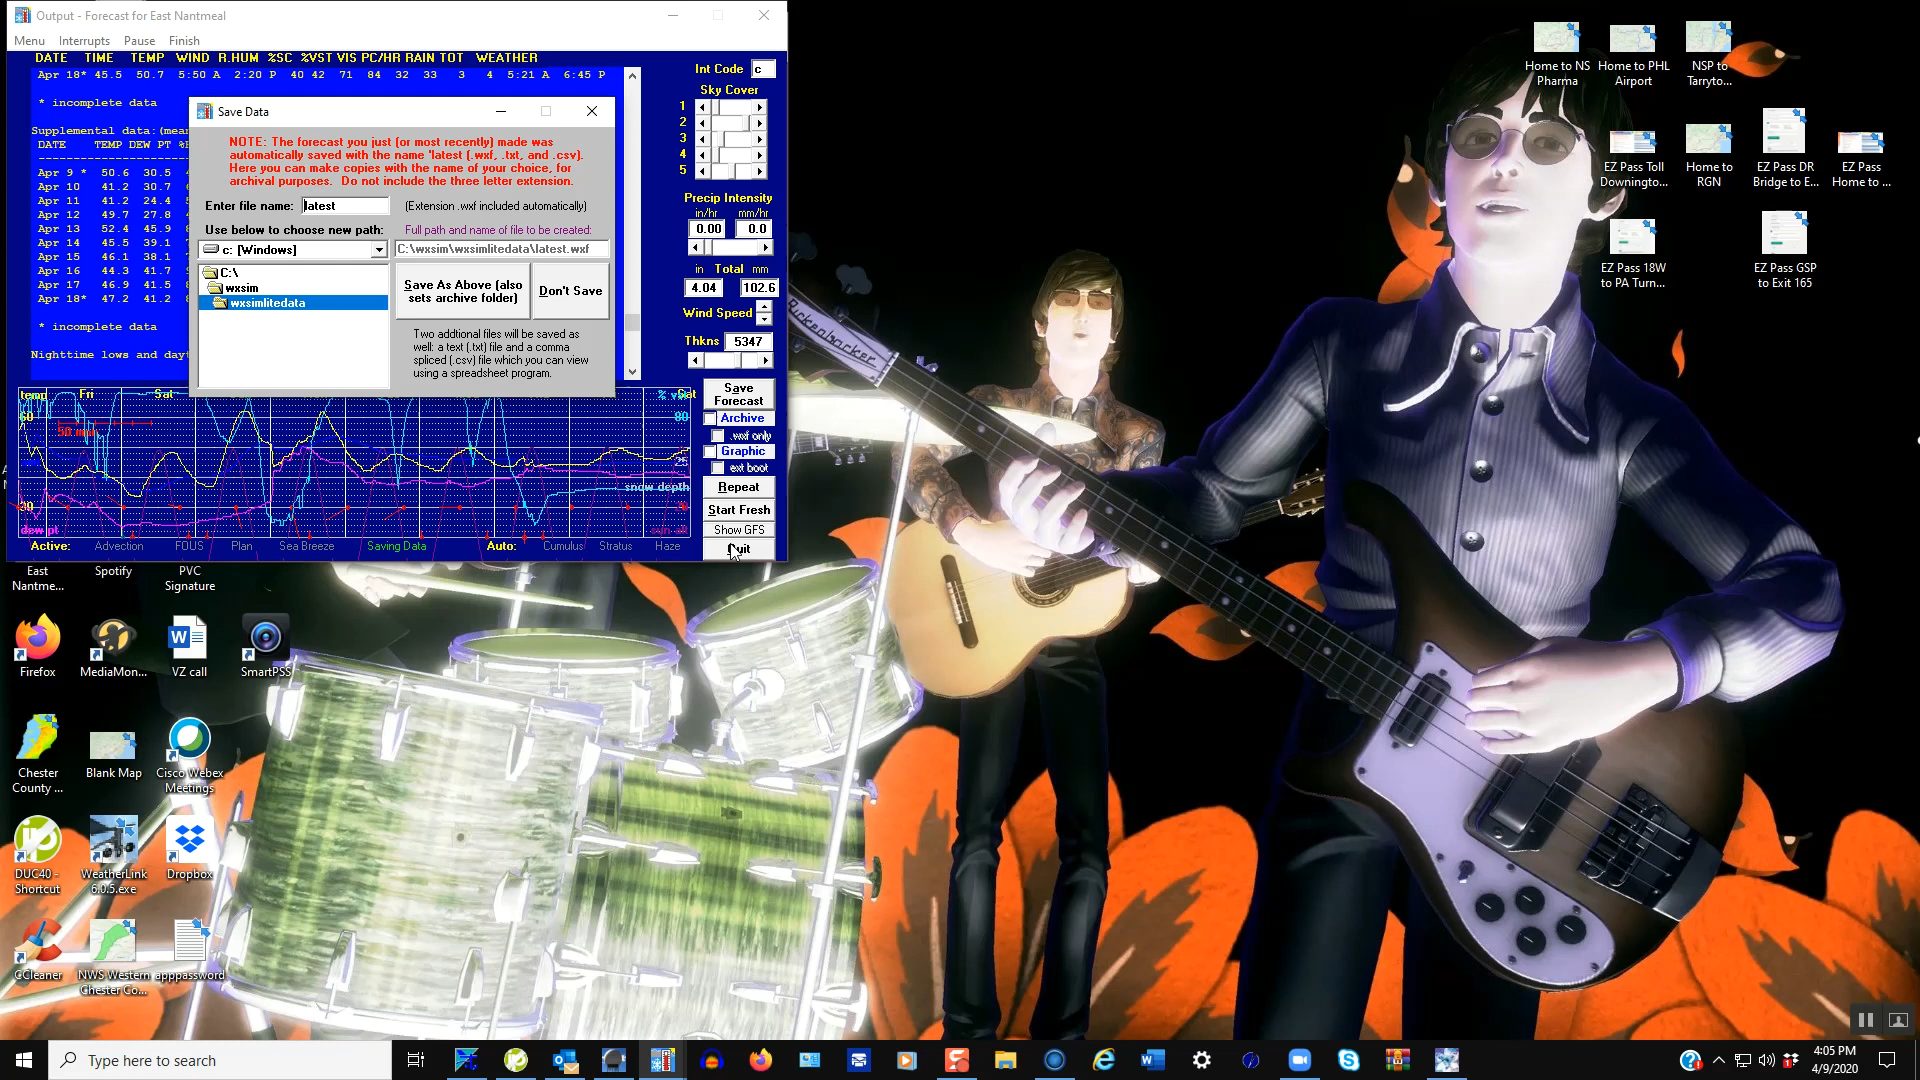 Output - Forecast for East Nantmeal
Menu Interrupts Pause Finish
DATE TIME TEMP WIND R.HUM %SC %VST VIS PC/HR RAIN TOT WEATHER
Apr 18* 45.5 50.7 5:50 A 2:20 P 40 42 71 84 32 33 3 4 5:21 A 6:45 P
* incomplete data
Supplemental data:(mea
DATE TEMP DEW PT
Apr 9 * 50.6 30.5
Apr 10 41.2 30.7
Apr 11 41.2 24.4
Apr 12 49.7 27.8
Apr 13 52.4 45.9
Apr 14 45.5 39.1
Apr 15 46.1 38.1
Apr 16 44.3 41.7
Apr 17 46.9 41.5
Apr 18* 47.2 41.2
* incomplete data
Nighttime lows and dayt
Save Data
NOTE: The forecast you just (or most recently) made was
automatically saved with the name 'latest (.wxf, .txt, and .csv).
Here you can make copies with the name of your choice, for
archival purposes. Do not include the three letter extension.
Enter file name: latest (Extension .wxf included automatically)
Use below to choose new path: Full path and name of file to be created:
c: [Windows] C:\wxsim\wxsimlitedata\latest.wxf
C:\
wxsim
wxsimlitedata
Save As Above (also
sets archive folder)
Don't Save
Two addtional files will be saved as
well: a text (.txt) file and a comma
spliced (.csv) file which you can view
using a spreadsheet program.
Int Code c
Sky Cover
1
2
3
4
5
Precip Intensity
in/hr mm/hr
0.00 0.0
in Total mm
4.04 102.6
Wind Speed
Thkns 5347
Save
Forecast
Archive
.wxf only
Graphic
ext boot
Repeat
Start Fresh
Show GFS
Quit
temp Fri Sat Sat
60 80
50
25
snow depth
dew pt
Active: Advection FOUS Plan Sea Breeze Saving Data Auto: Cumulus Stratus Haze
Home to NS
Pharma
Home to PHL
Airport
NSP to
Tarryto...
EZ Pass Toll
Downingto...
Home to
RGN
EZ Pass DR
Bridge to E...
EZ Pass
Home to ...
EZ Pass 18W
to PA Turn...
EZ Pass GSP
to Exit 165
Rickenbacker
East
Nantme...
Spotify
PVC
Signature
Firefox
MediaMon...
VZ call
SmartPSS
Chester
County ...
Blank Map
Cisco Webex
Meetings
DUC40 -
Shortcut
WeatherLink
6.0.5.exe
Dropbox
CCleaner
NWS Western
Chester Co...
apppassword
Type here to search
4:05 PM
4/9/2020